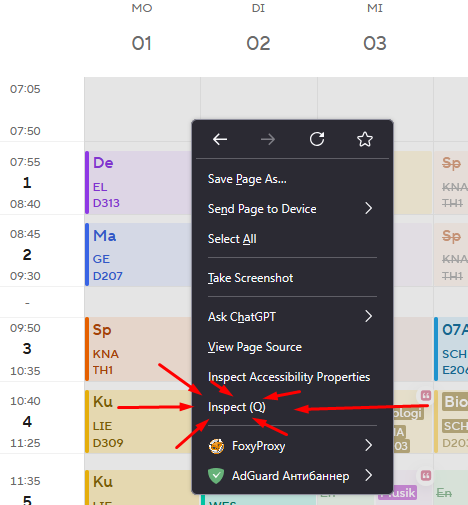 MO DI MI
01 02 03
07:05
07:50
07:55
1
08:40
De
EL
D313
Sp
KNA
TH1
08:45
2
09:30
Ma
GE
D207
Sp
KNA
TH1
-
09:50
3
10:35
Sp
KNA
TH1
07A
SCH
E206
10:40
4
11:25
Ku
LIE
D309
ologi
NA
03
Bio
SCH
D203
11:35
5
Ku
LIE
WES
En
Musik
En
Save Page As...
Send Page to Device
Select All
Take Screenshot
Ask ChatGPT
View Page Source
Inspect Accessibility Properties
Inspect (Q)
FoxyProxy
AdGuard Антибаннер